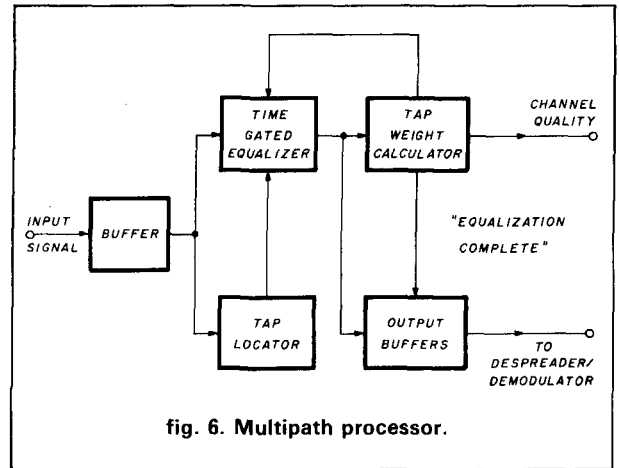 TIME
GATED
EQUALIZER
TAP
WEIGHT
CALCULATOR
CHANNEL
QUALITY
INPUT
SIGNAL
BUFFER
"EQUALIZATION
COMPLETE"
TAP
LOCATOR
OUTPUT
BUFFERS
TO
DESPREADER/
DEMODULATOR
fig. 6. Multipath processor.